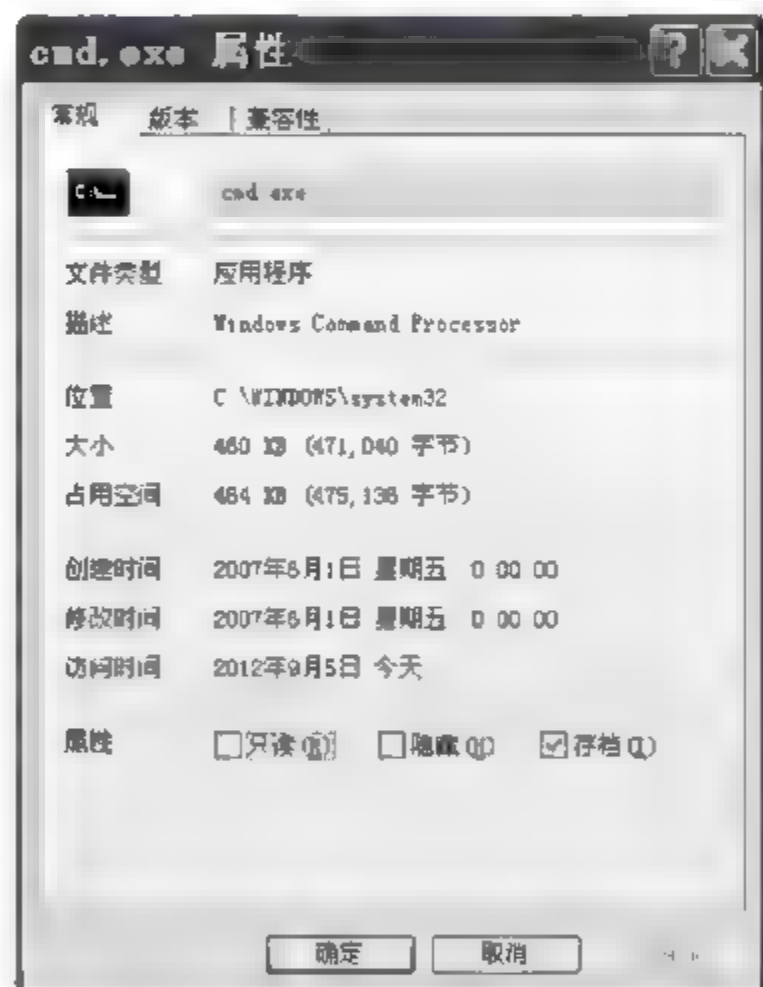 cmd.exe 属性
常规 版本 兼容性
C:\
cmd exe
文件类型 应用程序
描述 Windows Command Processor
位置 C \WINDOWS\system32
大小 460 KB (471,040 字节)
占用空间 464 KB (475,136 字节)
创建时间 2007年6月1日 星期五 0 00 00
修改时间 2007年6月1日 星期五 0 00 00
访问时间 2012年9月5日 今天
属性 只读(R) 隐藏(H) 存档(I)
确定 取消